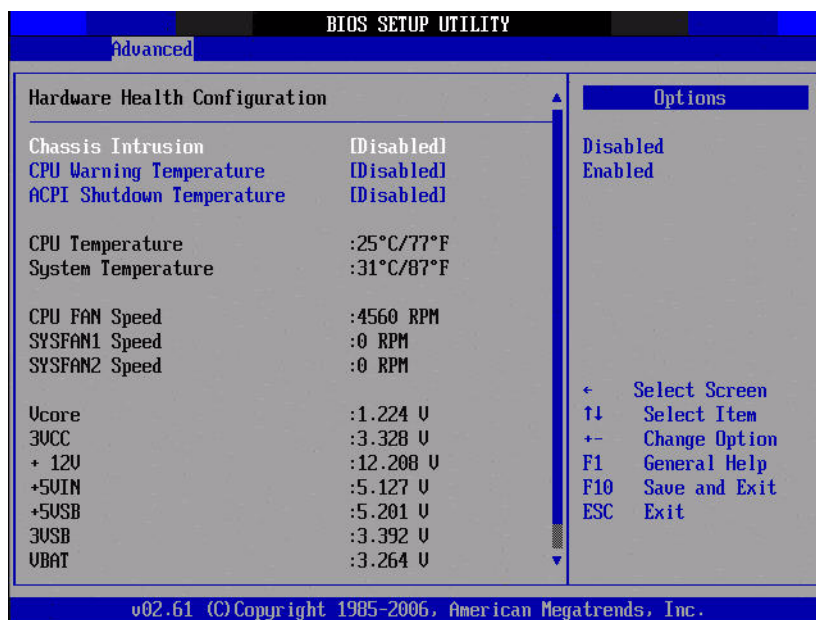 BIOS SETUP UTILITY
Advanced
Hardware Health Configuration
Chassis Intrusion [Disabled]
CPU Warning Temperature [Disabled]
ACPI Shutdown Temperature [Disabled]
CPU Temperature :25°C/77°F
System Temperature :31°C/87°F
CPU FAN Speed :4560 RPM
SYSFAN1 Speed :0 RPM
SYSFAN2 Speed :0 RPM
Vcore :1.224 V
3VCC :3.328 V
+ 12V :12.208 V
+5VIN :5.127 V
+5VSB :5.201 V
3VSB :3.392 V
VBAT :3.264 V
Options
Disabled
Enabled
← Select Screen
↑↓ Select Item
+- Change Option
F1 General Help
F10 Save and Exit
ESC Exit
v02.61 (C)Copyright 1985-2006, American Megatrends, Inc.